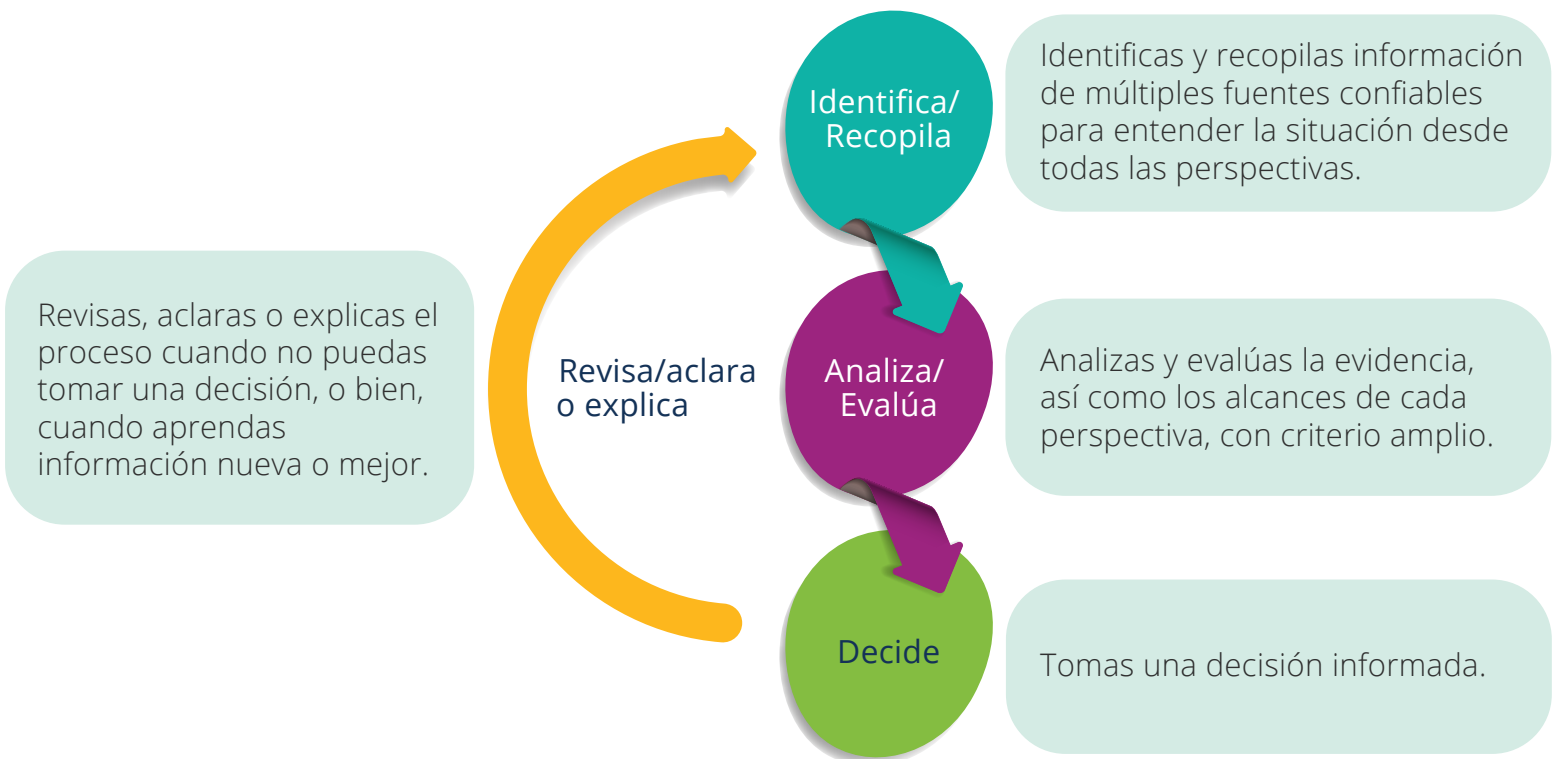 Identifica/
Recopila
Identificas y recopilas información
de múltiples fuentes confiables
para entender la situación desde
todas las perspectivas.
Revisas, aclaras o explicas el
proceso cuando no puedas
tomar una decisión, o bien,
cuando aprendas
información nueva o mejor.
Revisa/aclara
o explica
Analiza/
Evalúa
Analizas y evalúas la evidencia,
así como los alcances de cada
perspectiva, con criterio amplio.
Decide
Tomas una decisión informada.